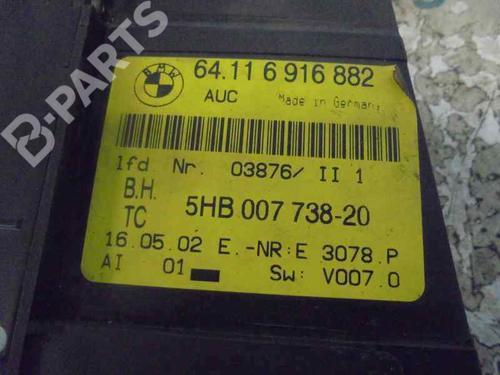 B-PARTS
BMW
64.11 6 916 882
AUC Made in Germany
lfd Nr. 03876/ II 1
B.H.
TC 5HB 007 738-20
16.05.02 E.-NR:E 3078.P
AI 01 SW: V007.0